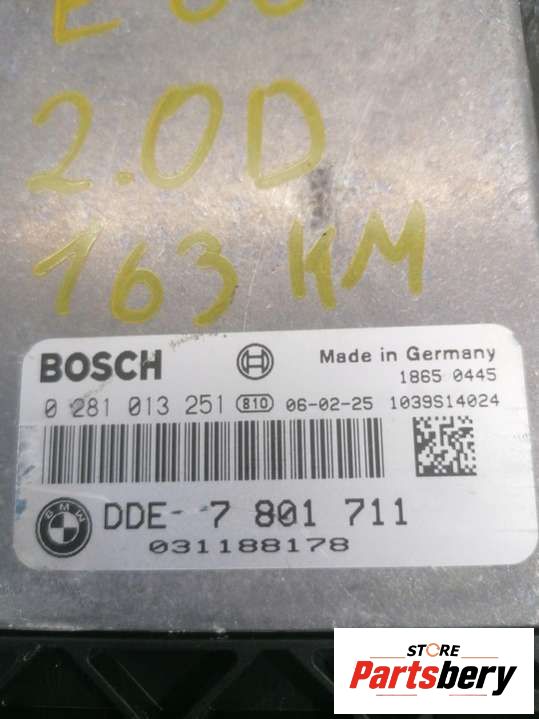 2.0D
163 KM
BOSCH
Made in Germany
1865 0445
0 281 013 251 810 06-02-25 1039S14024
BMW DDE- 7 801 711
031188178
STORE
Partsbery